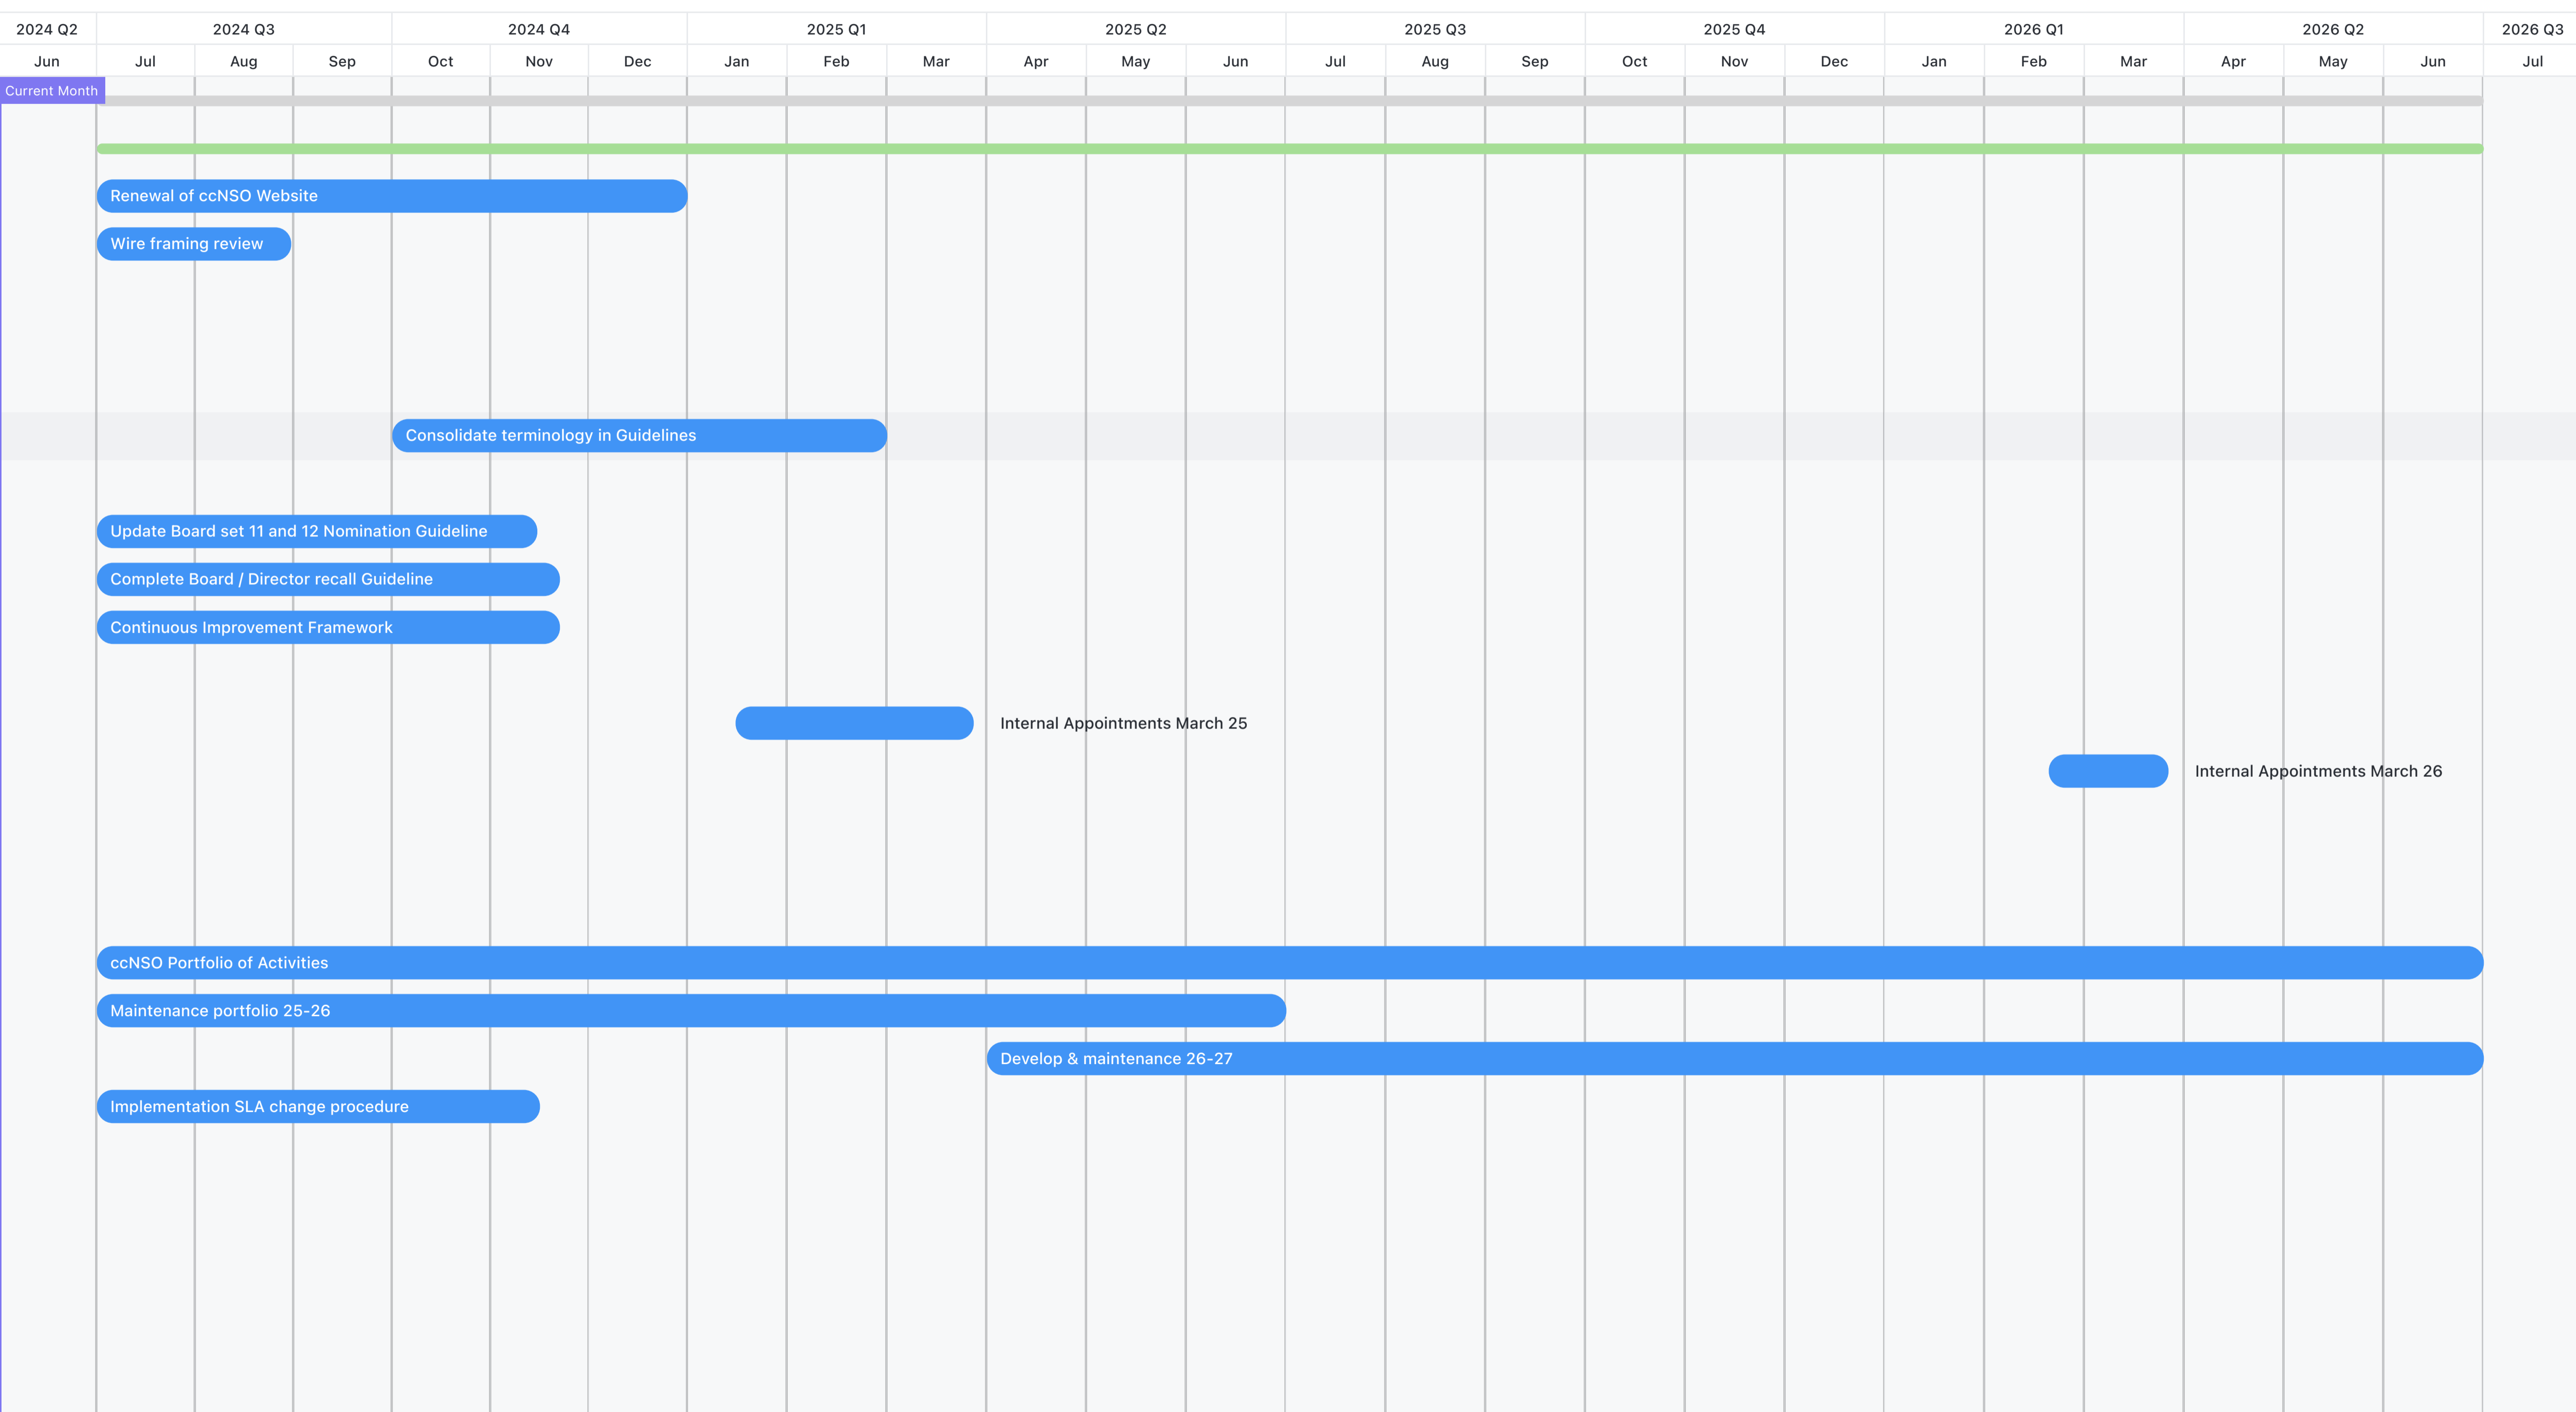 2024 Q2 2024 Q3 2024 Q4 2025 Q1 2025 Q2 2025 Q3 2025 Q4 2026 Q1 2026 Q2 2026 Q3
Jun Jul Aug Sep Oct Nov Dec Jan Feb Mar Apr May Jun Jul Aug Sep Oct Nov Dec Jan Feb Mar Apr May Jun Jul
Current Month
Renewal of ccNSO Website
Wire framing review
Consolidate terminology in Guidelines
Update Board set 11 and 12 Nomination Guideline
Complete Board / Director recall Guideline
Continuous Improvement Framework
Internal Appointments March 25
Internal Appointments March 26
ccNSO Portfolio of Activities
Maintenance portfolio 25-26
Develop & maintenance 26-27
Implementation SLA change procedure